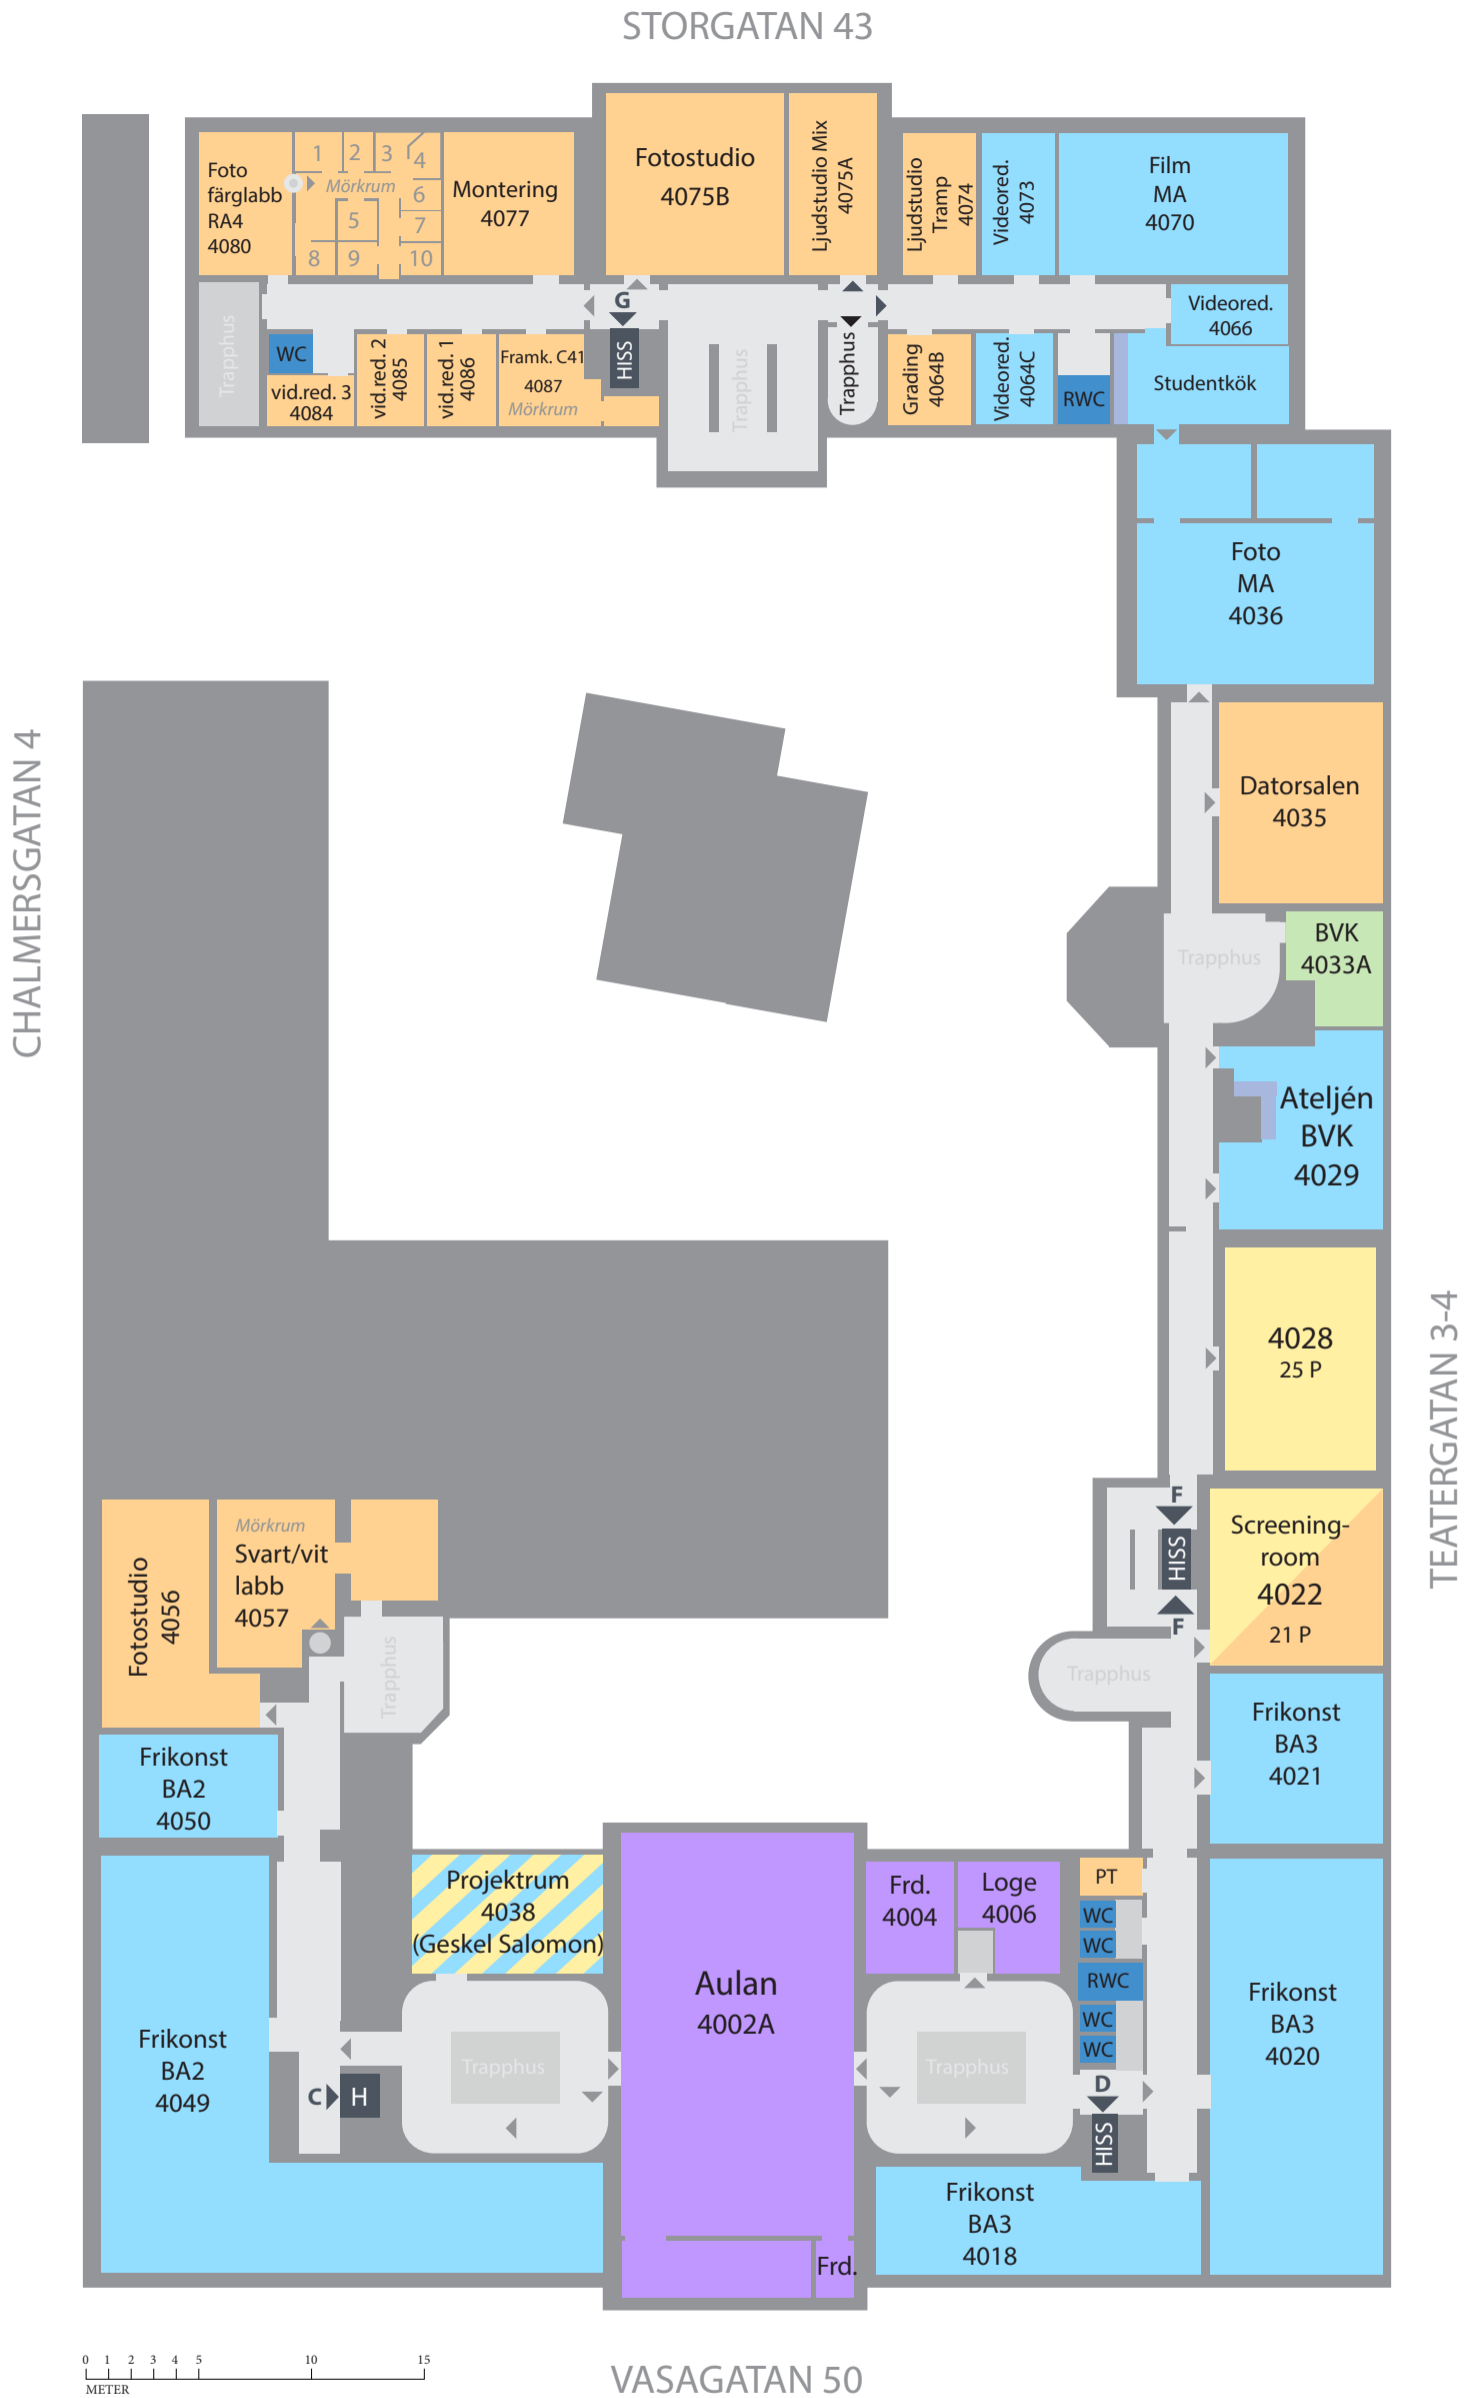 STORGATAN 43
Foto
färglabb
RA4
4080
1
2
3
4
Mörkrum
5
6
7
8
9
10
Montering
4077
Fotostudio
4075B
Ljudstudio Mix
4075A
Ljudstudio
Tramp
4074
Videored.
4073
Film
MA
4070
Trapphus
G
HISS
Trapphus
Trapphus
Videored.
4066
WC
vid.red. 3
4084
vid.red. 2
4085
vid.red. 1
4086
Framk. C41
4087
Mörkrum
Grading
4064B
Videored.
4064C
RWC
Studentkök
Foto
MA
4036
CHALMERSGATAN 4
Datorsalen
4035
Trapphus
BVK
4033A
Ateljén
BVK
4029
4028
25 P
TEATERGATAN 3-4
F
HISS
F
Screening-
room
4022
21 P
Trapphus
Fotostudio
4056
Mörkrum
Svart/vit
labb
4057
Trapphus
Frikonst
BA2
4050
Frikonst
BA3
4021
Projektrum
4038
(Geskel Salomon)
Aulan
4002A
Frd.
4004
Loge
4006
PT
WC
WC
RWC
WC
WC
Frikonst
BA3
4020
Frikonst
BA2
4049
C
H
Trapphus
Trapphus
D
HISS
Frikonst
BA3
4018
Frd.
0 1 2 3 4 5 10 15
METER
VASAGATAN 50